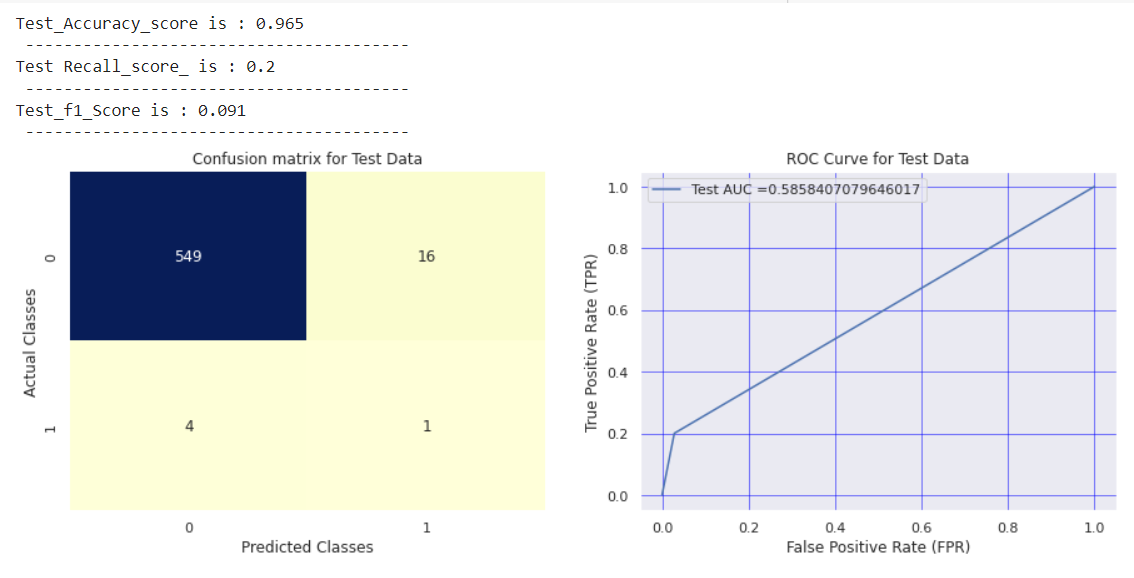 Test_Accuracy_score is : 0.965
----------------------------------------
Test Recall_score_ is : 0.2
----------------------------------------
Test_f1_Score is : 0.091
----------------------------------------
Confusion matrix for Test Data
549
16
4
1
0
1
Actual Classes
0
1
Predicted Classes
ROC Curve for Test Data
Test AUC =0.5858407079646017
1.0
0.8
0.6
0.4
0.2
0.0
True Positive Rate (TPR)
0.0 0.2 0.4 0.6 0.8 1.0
False Positive Rate (FPR)